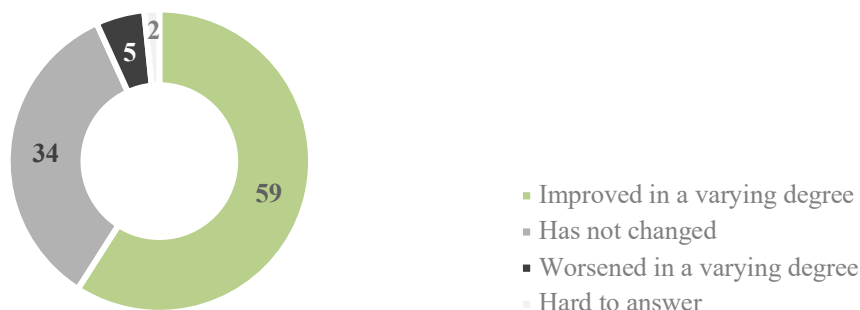 2
5
34
59
Improved in a varying degree
Has not changed
Worsened in a varying degree
Hard to answer